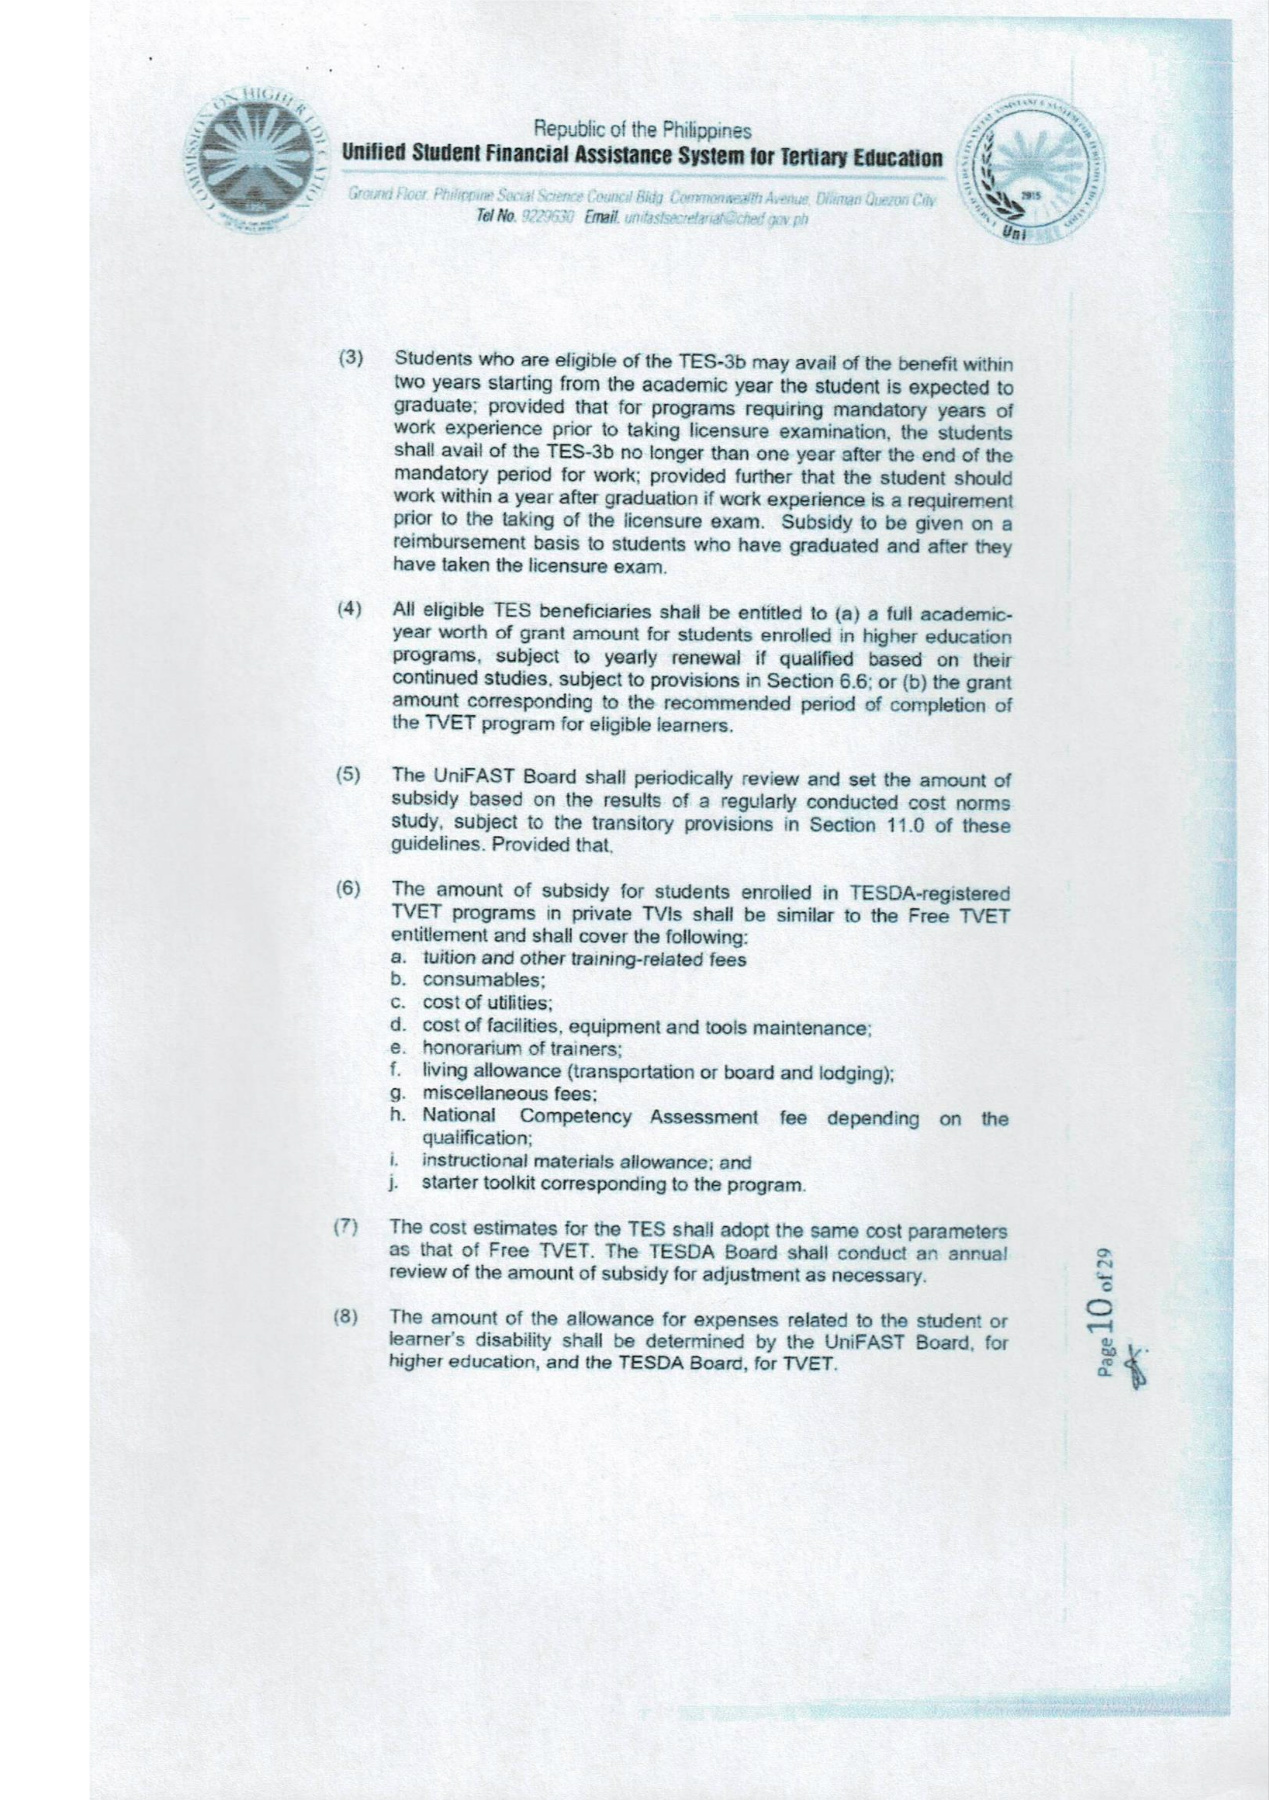 COMMISSION ON HIGHER EDUCATION
Republic of the Philippines
Unified Student Financial Assistance System for Tertiary Education
Ground Floor, Philippine Social Science Council Bldg. Commonwealth Avenue, Diliman Quezon City
Tel No. 9229630 Email. unifastsecretariat@ched.gov.ph
2015
Uni
(3) Students who are eligible of the TES-3b may avail of the benefit within
two years starting from the academic year the student is expected to
graduate; provided that for programs requiring mandatory years of
work experience prior to taking licensure examination, the students
shall avail of the TES-3b no longer than one year after the end of the
mandatory period for work; provided further that the student should
work within a year after graduation if work experience is a requirement
prior to the taking of the licensure exam. Subsidy to be given on a
reimbursement basis to students who have graduated and after they
have taken the licensure exam.
(4) All eligible TES beneficiaries shall be entitled to (a) a full academic-
year worth of grant amount for students enrolled in higher education
programs, subject to yearly renewal if qualified based on their
continued studies, subject to provisions in Section 6.6; or (b) the grant
amount corresponding to the recommended period of completion of
the TVET program for eligible learners.
(5) The UniFAST Board shall periodically review and set the amount of
subsidy based on the results of a regularly conducted cost norms
study, subject to the transitory provisions in Section 11.0 of these
guidelines. Provided that,
(6) The amount of subsidy for students enrolled in TESDA-registered
TVET programs in private TVIs shall be similar to the Free TVET
entitlement and shall cover the following:
a. tuition and other training-related fees
b. consumables;
c. cost of utilities;
d. cost of facilities, equipment and tools maintenance;
e. honorarium of trainers;
f. living allowance (transportation or board and lodging);
g. miscellaneous fees;
h. National Competency Assessment fee depending on the
qualification;
i. instructional materials allowance; and
j. starter toolkit corresponding to the program.
(7) The cost estimates for the TES shall adopt the same cost parameters
as that of Free TVET. The TESDA Board shall conduct an annual
review of the amount of subsidy for adjustment as necessary.
(8) The amount of the allowance for expenses related to the student or
learner's disability shall be determined by the UniFAST Board, for
higher education, and the TESDA Board, for TVET.
Page 10 of 29